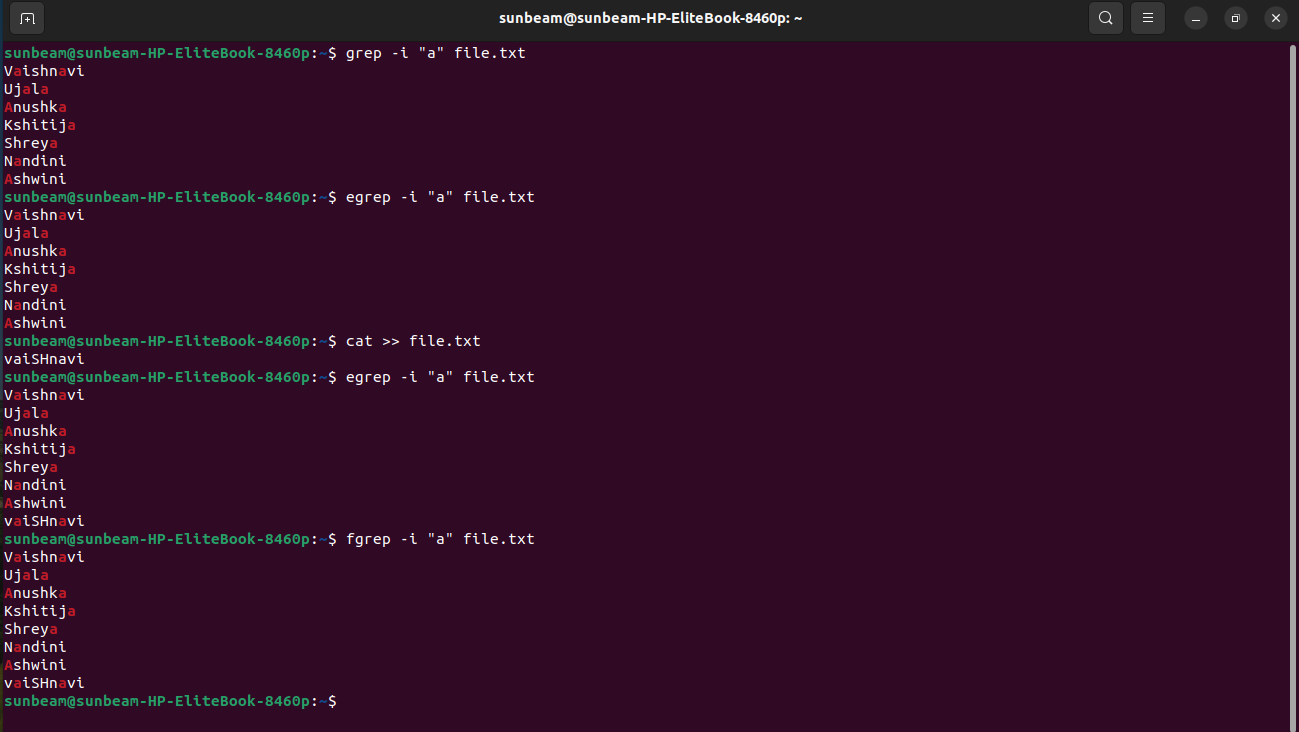 sunbeam@sunbeam-HP-EliteBook-8460p: ~
sunbeam@sunbeam-HP-EliteBook-8460p:~$ grep -i "a" file.txt
Vaishnavi
Ujala
Anushka
Kshitija
Shreya
Nandini
Ashwini
sunbeam@sunbeam-HP-EliteBook-8460p:~$ egrep -i "a" file.txt
Vaishnavi
Ujala
Anushka
Kshitija
Shreya
Nandini
Ashwini
sunbeam@sunbeam-HP-EliteBook-8460p:~$ cat >> file.txt
vaiSHnavi
sunbeam@sunbeam-HP-EliteBook-8460p:~$ egrep -i "a" file.txt
Vaishnavi
Ujala
Anushka
Kshitija
Shreya
Nandini
Ashwini
vaiSHnavi
sunbeam@sunbeam-HP-EliteBook-8460p:~$ fgrep -i "a" file.txt
Vaishnavi
Ujala
Anushka
Kshitija
Shreya
Nandini
Ashwini
vaiSHnavi
sunbeam@sunbeam-HP-EliteBook-8460p:~$